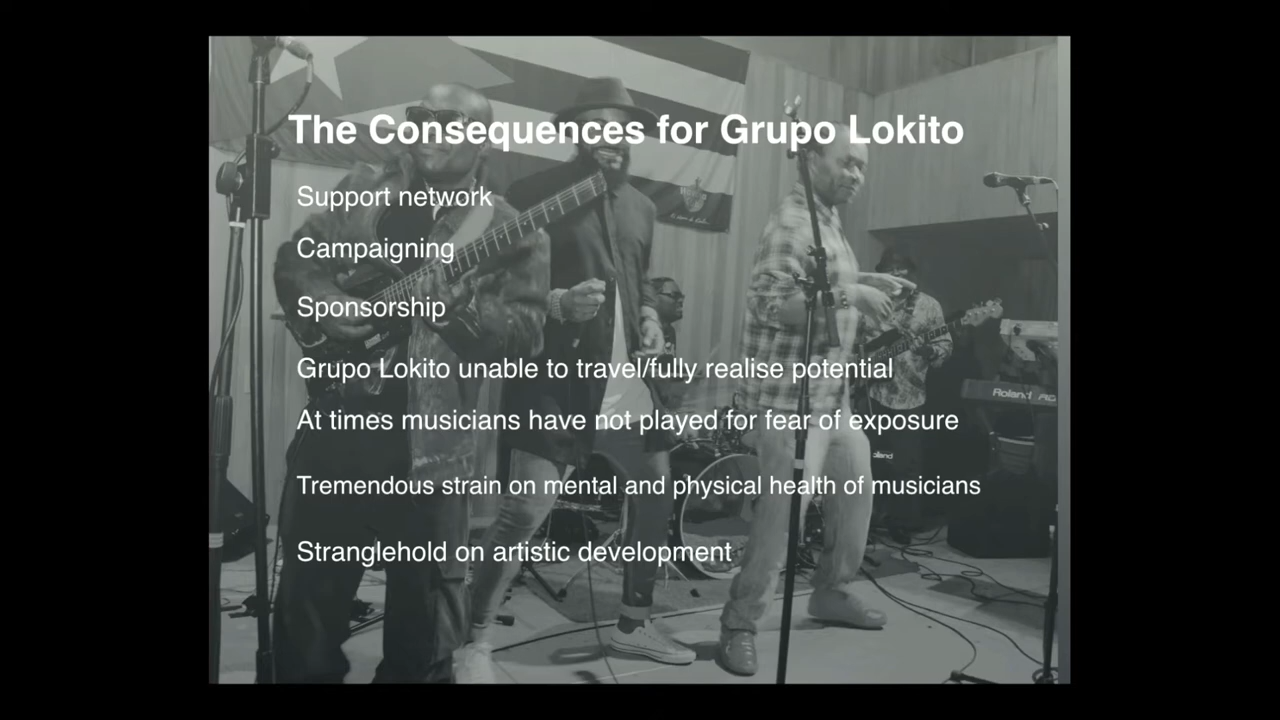 The Consequences for Grupo Lokito
Support network
Campaigning
Sponsorship
Grupo Lokito unable to travel/fully realise potential
At times musicians have not played for fear of exposure
Tremendous strain on mental and physical health of musicians
Stranglehold on artistic development
Roland